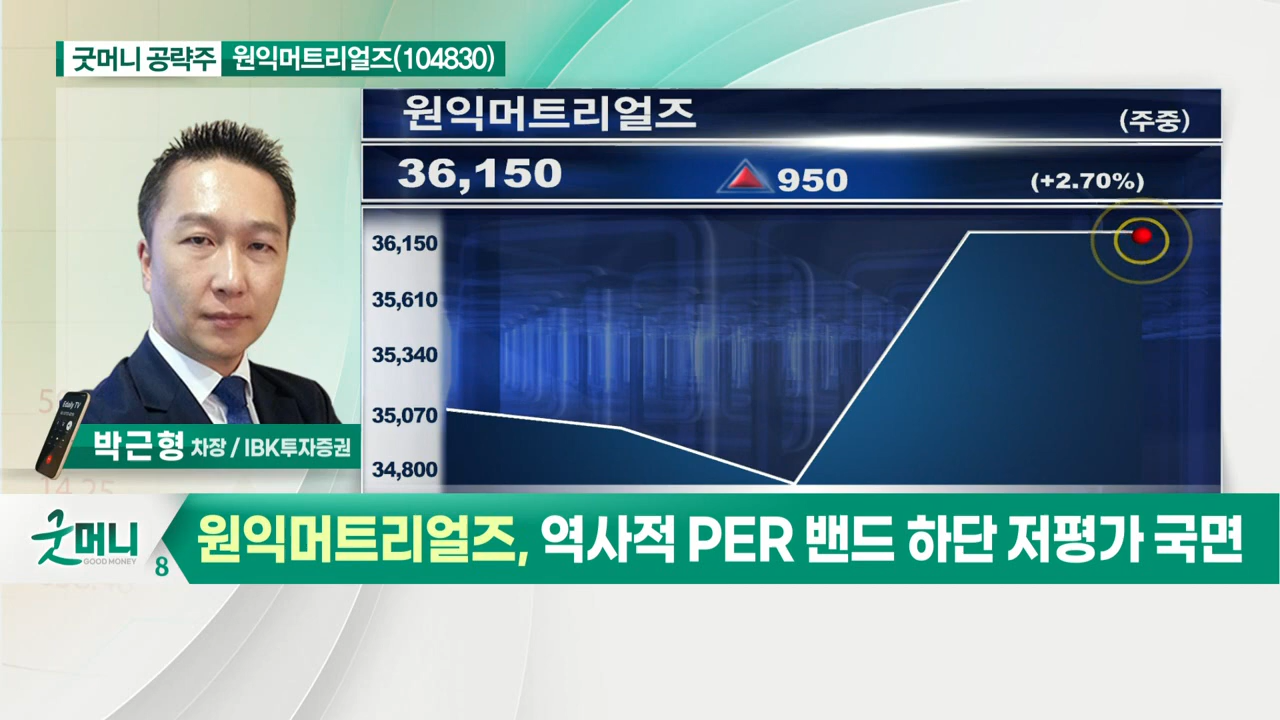 굿머니 공략주 원익머트리얼즈(104830)
원익머트리얼즈 (주중)
36,150 950 (+2.70%)
36,150
35,610
35,340
35,070
34,800
Edaily TV
박근형 차장 / IBK투자증권
14.25
굿머니
GOOD MONEY
8
원익머트리얼즈, 역사적 PER 밴드 하단 저평가 국면